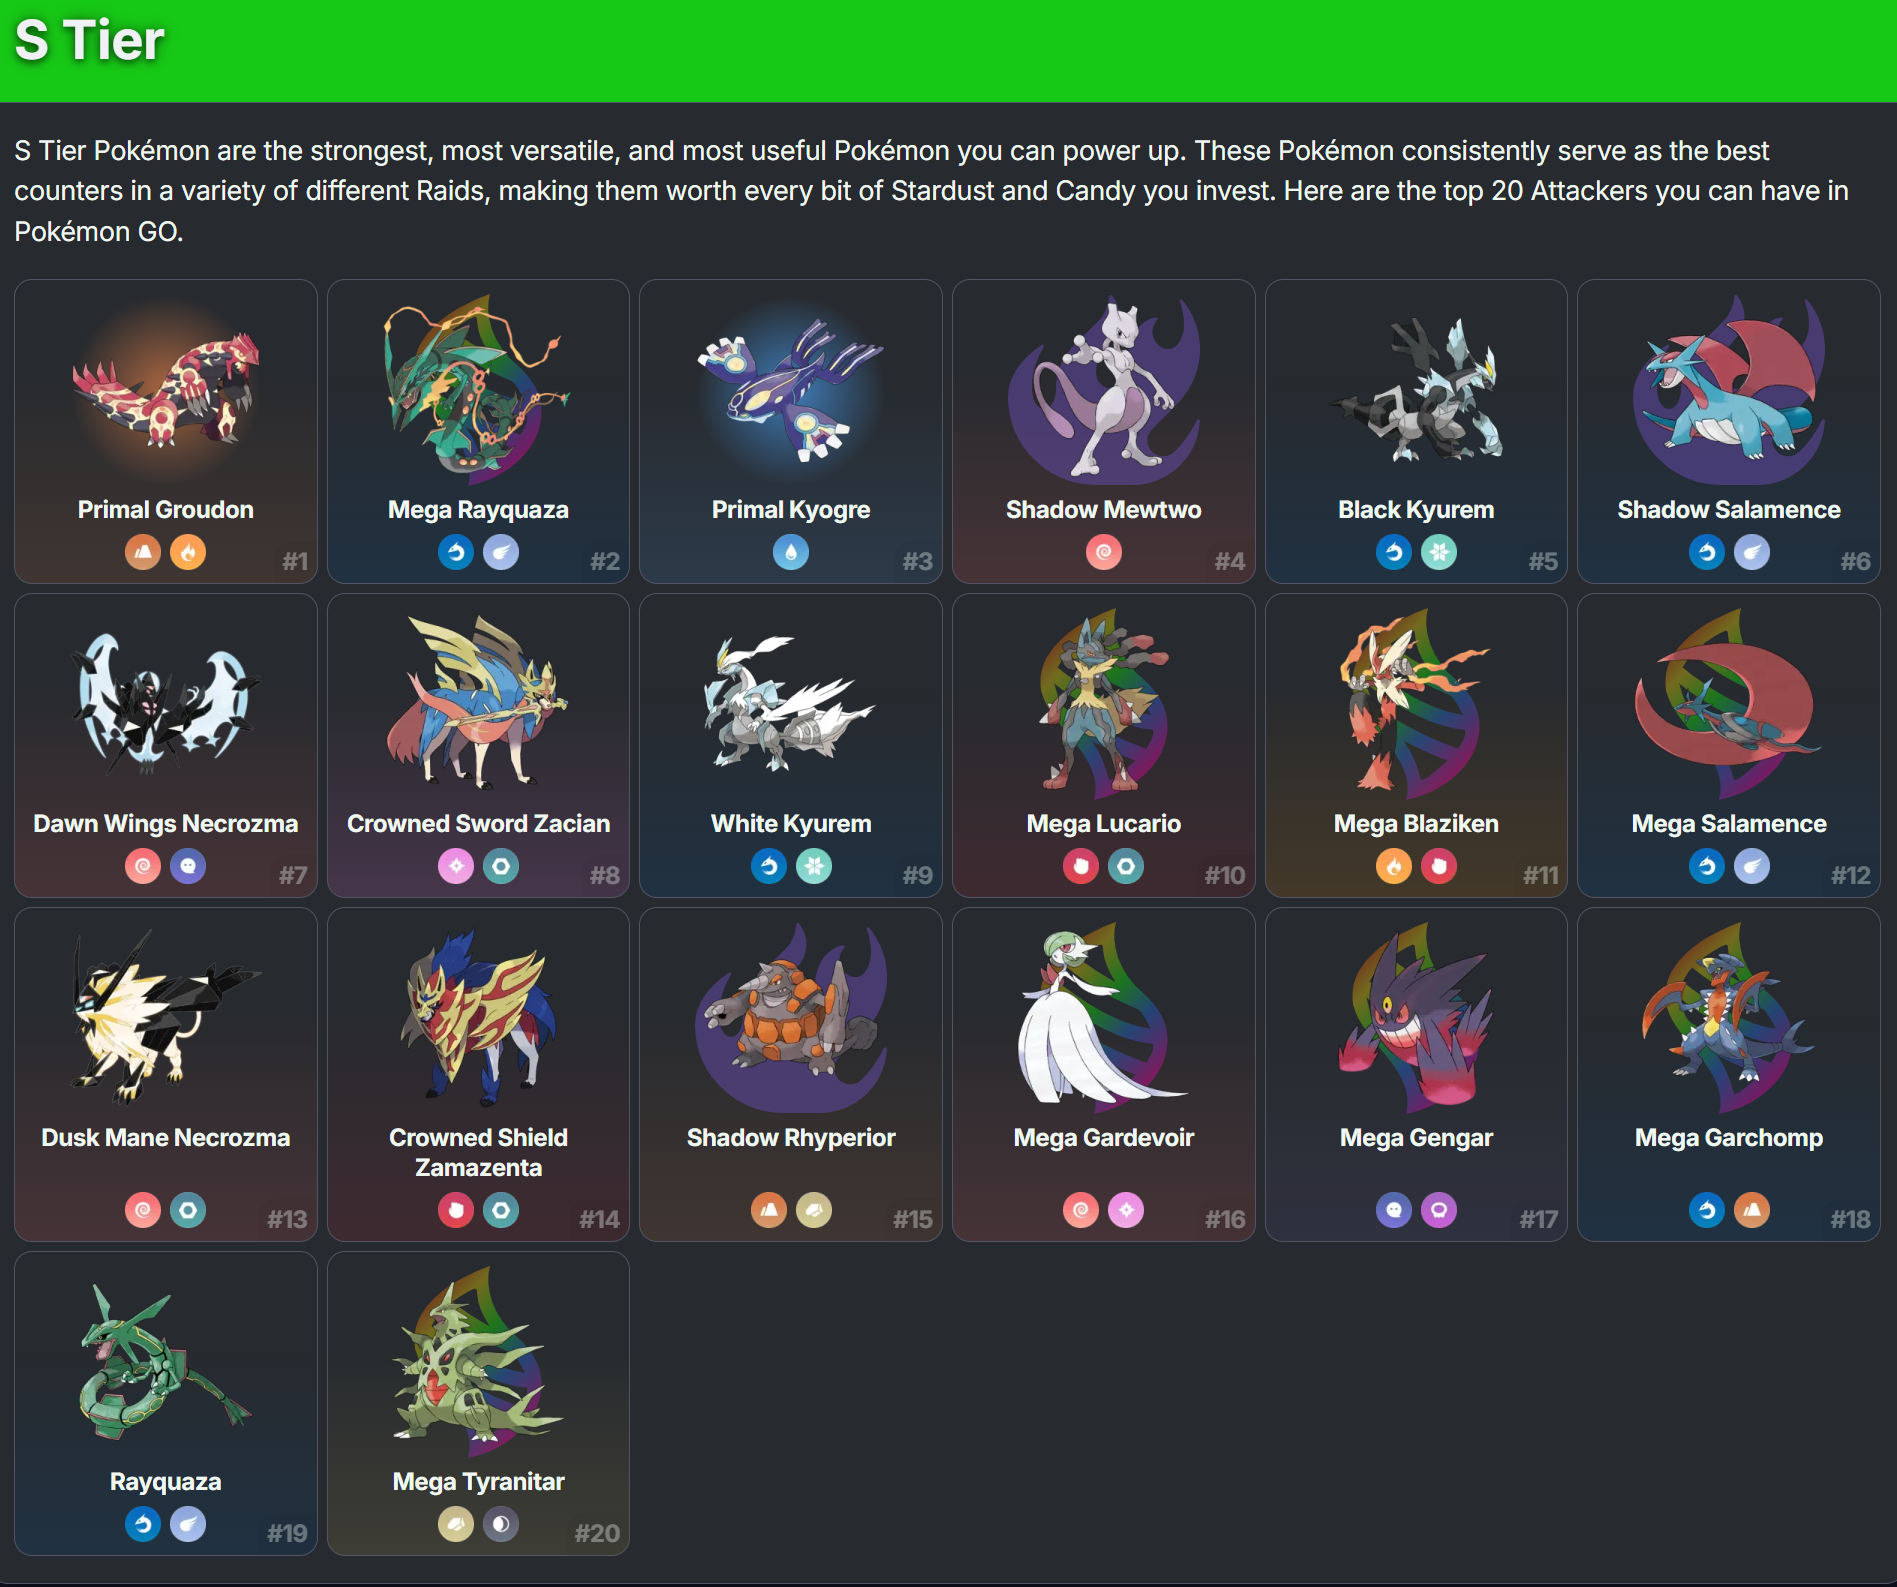 S Tier
S Tier Pokémon are the strongest, most versatile, and most useful Pokémon you can power up. These Pokémon consistently serve as the best
counters in a variety of different Raids, making them worth every bit of Stardust and Candy you invest. Here are the top 20 Attackers you can have in
Pokémon GO.
Primal Groudon
#1
Mega Rayquaza
#2
Primal Kyogre
#3
Shadow Mewtwo
#4
Black Kyurem
#5
Shadow Salamence
#6
Dawn Wings Necrozma
#7
Crowned Sword Zacian
#8
White Kyurem
#9
Mega Lucario
#10
Mega Blaziken
#11
Mega Salamence
#12
Dusk Mane Necrozma
#13
Crowned Shield
Zamazenta
#14
Shadow Rhyperior
#15
Mega Gardevoir
#16
Mega Gengar
#17
Mega Garchomp
#18
Rayquaza
#19
Mega Tyranitar
#20